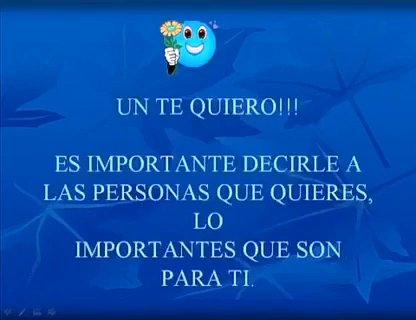 UN TE QUIERO!!!
ES IMPORTANTE DECIRLE A
LAS PERSONAS QUE QUIERES,
LO
IMPORTANTES QUE SON
PARA TI.